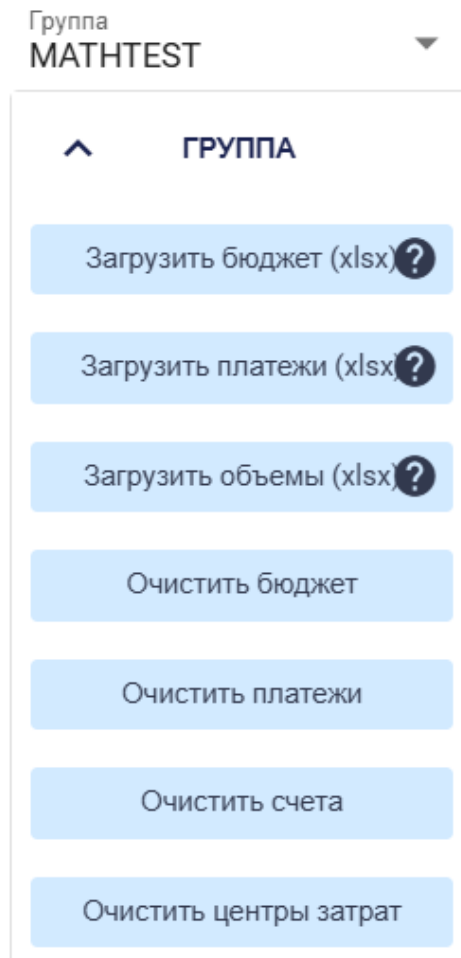 Группа
MATHTEST
ГРУППА
Загрузить бюджет (xlsx)
Загрузить платежи (xlsx)
Загрузить объемы (xlsx)
Очистить бюджет
Очистить платежи
Очистить счета
Очистить центры затрат